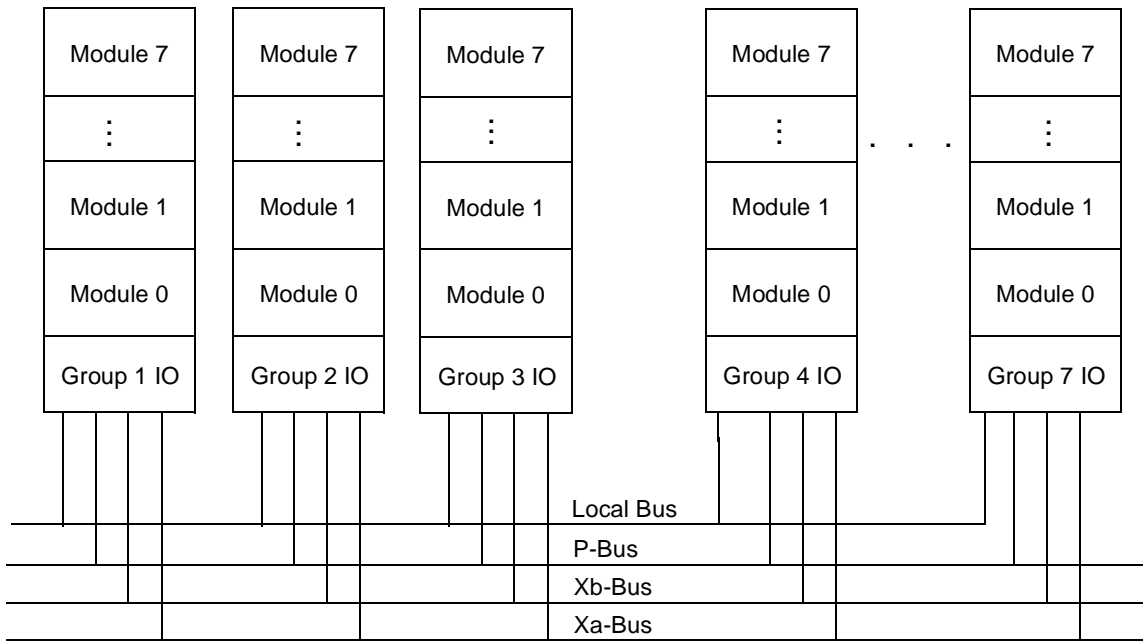 Module 7
Module 7
Module 7
Module 7
Module 7
⋮
⋮
⋮
⋮
. . .
⋮
Module 1
Module 1
Module 1
Module 1
Module 1
Module 0
Module 0
Module 0
Module 0
Module 0
Group 1 IO
Group 2 IO
Group 3 IO
Group 4 IO
Group 7 IO
Local Bus
P-Bus
Xb-Bus
Xa-Bus